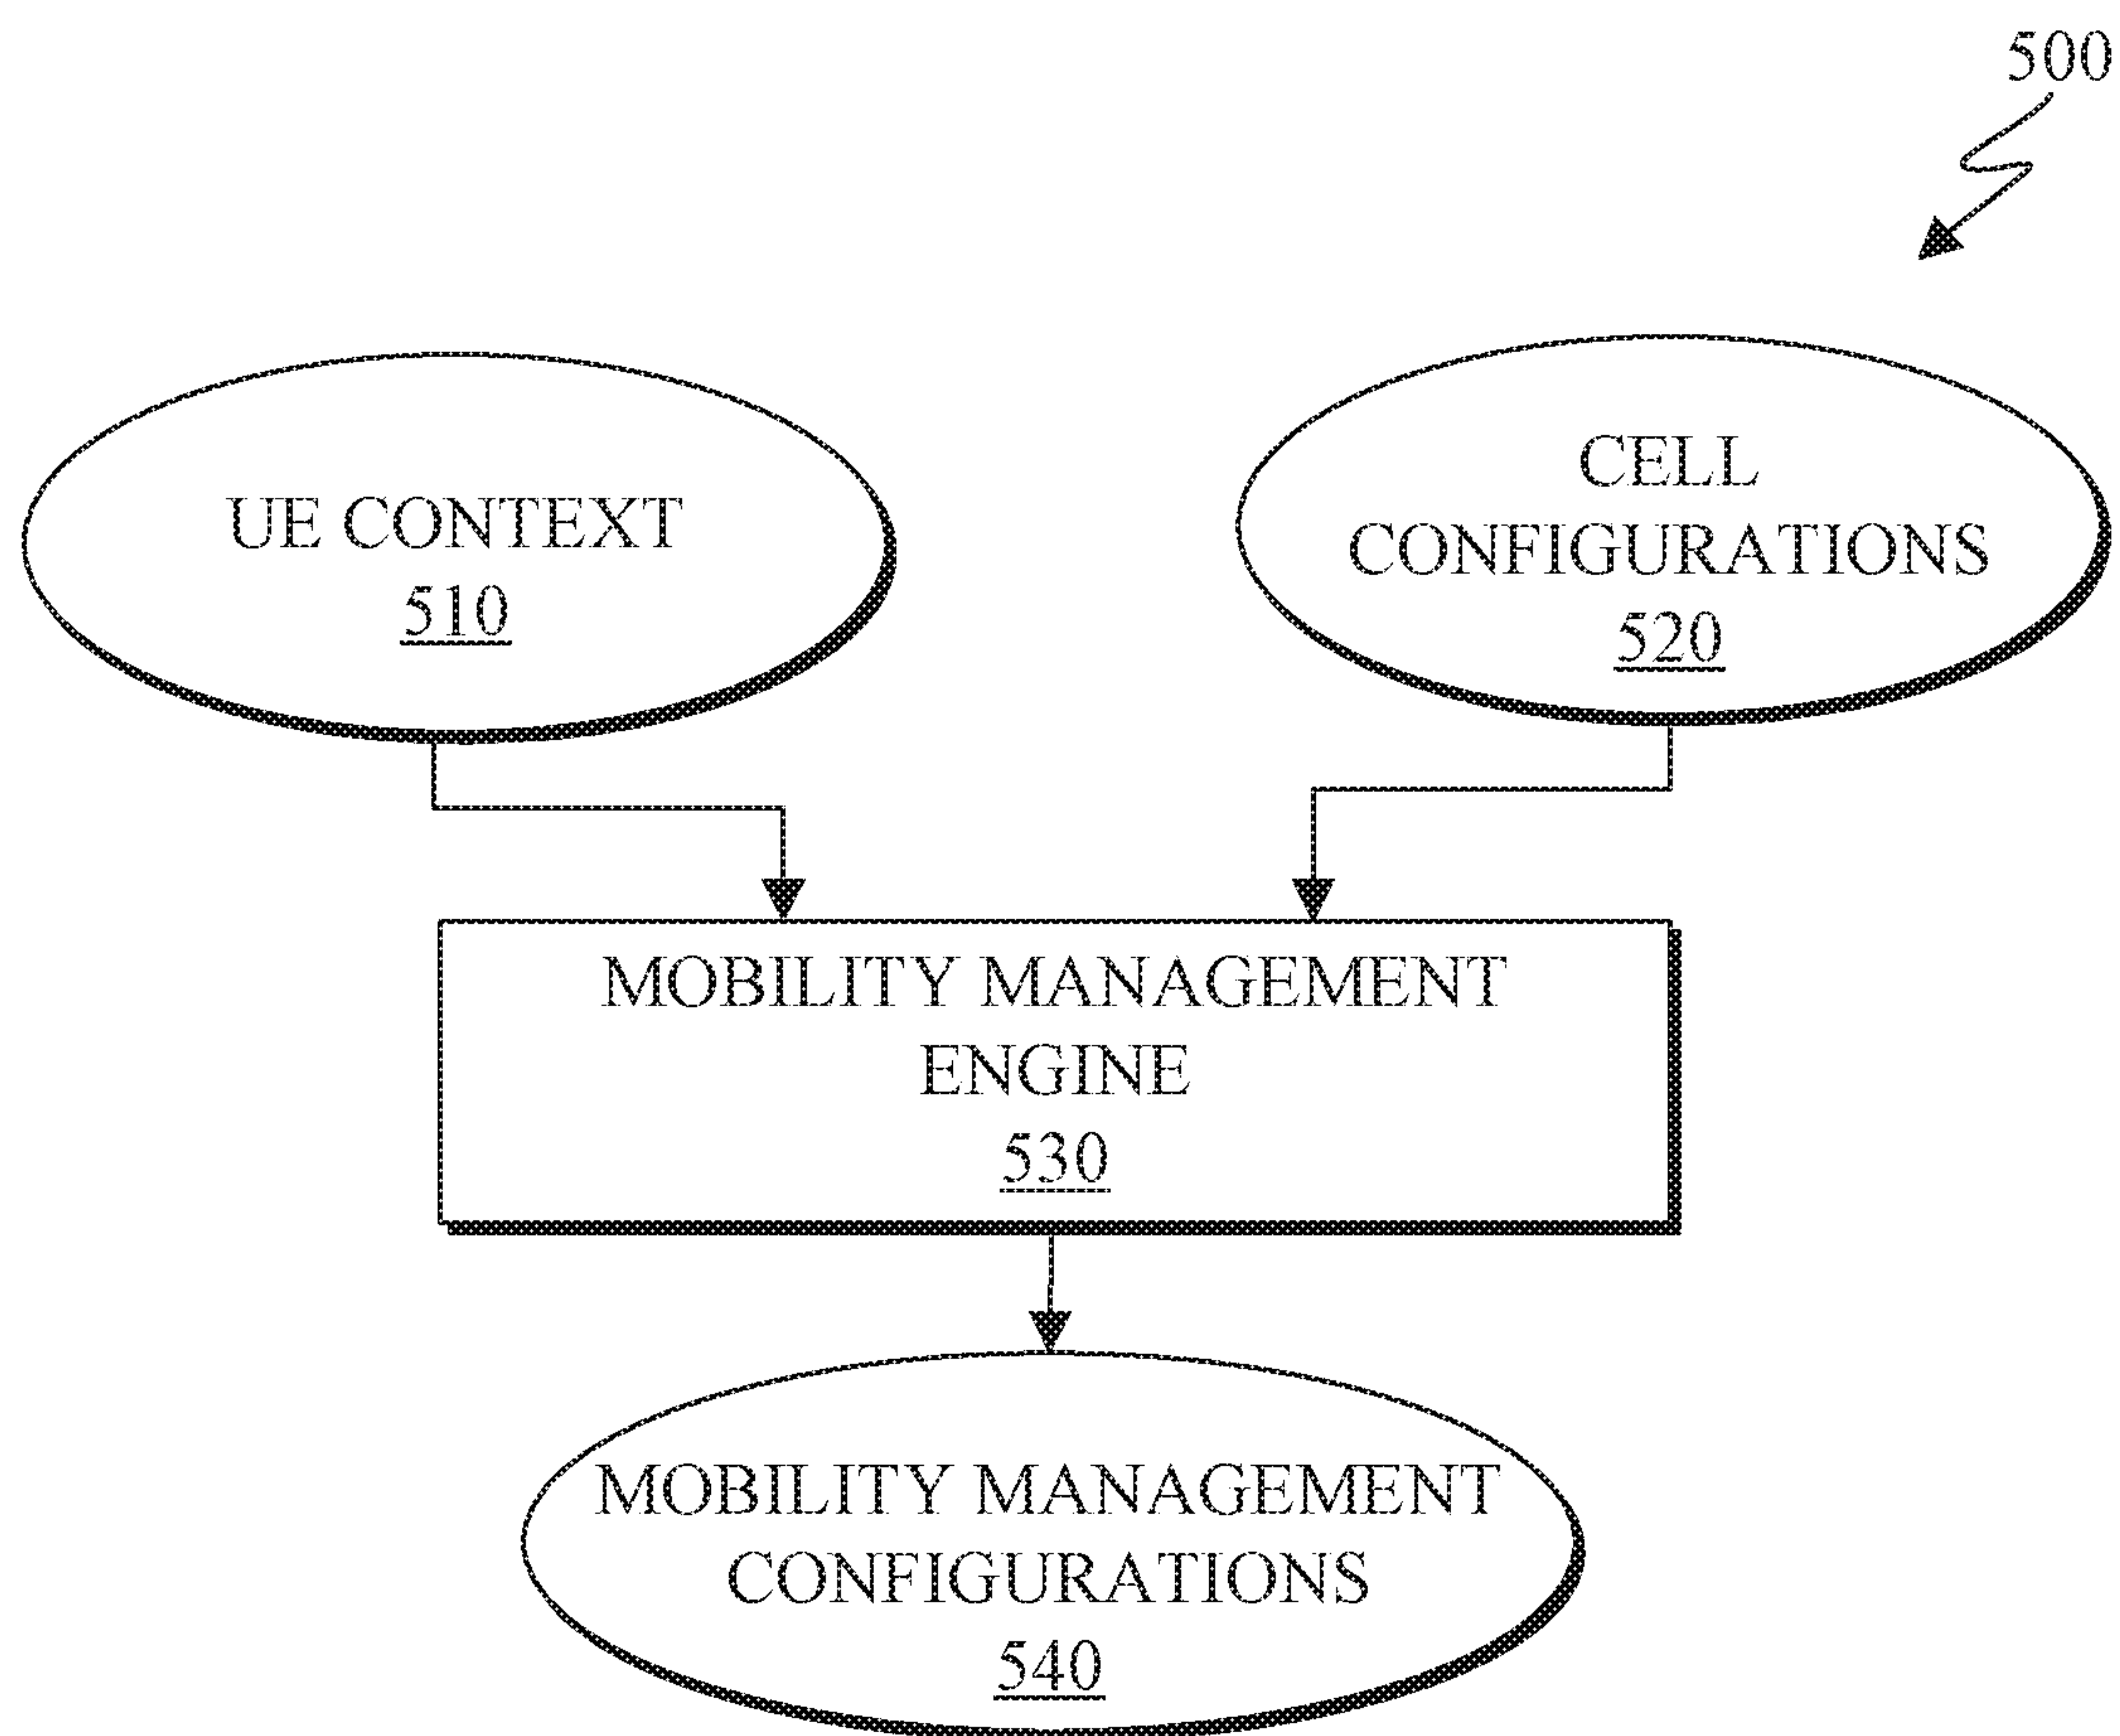 500
UE CONTEXT
510
CELL
CONFIGURATIONS
520
MOBILITY MANAGEMENT
ENGINE
530
MOBILITY MANAGEMENT
CONFIGURATIONS
540